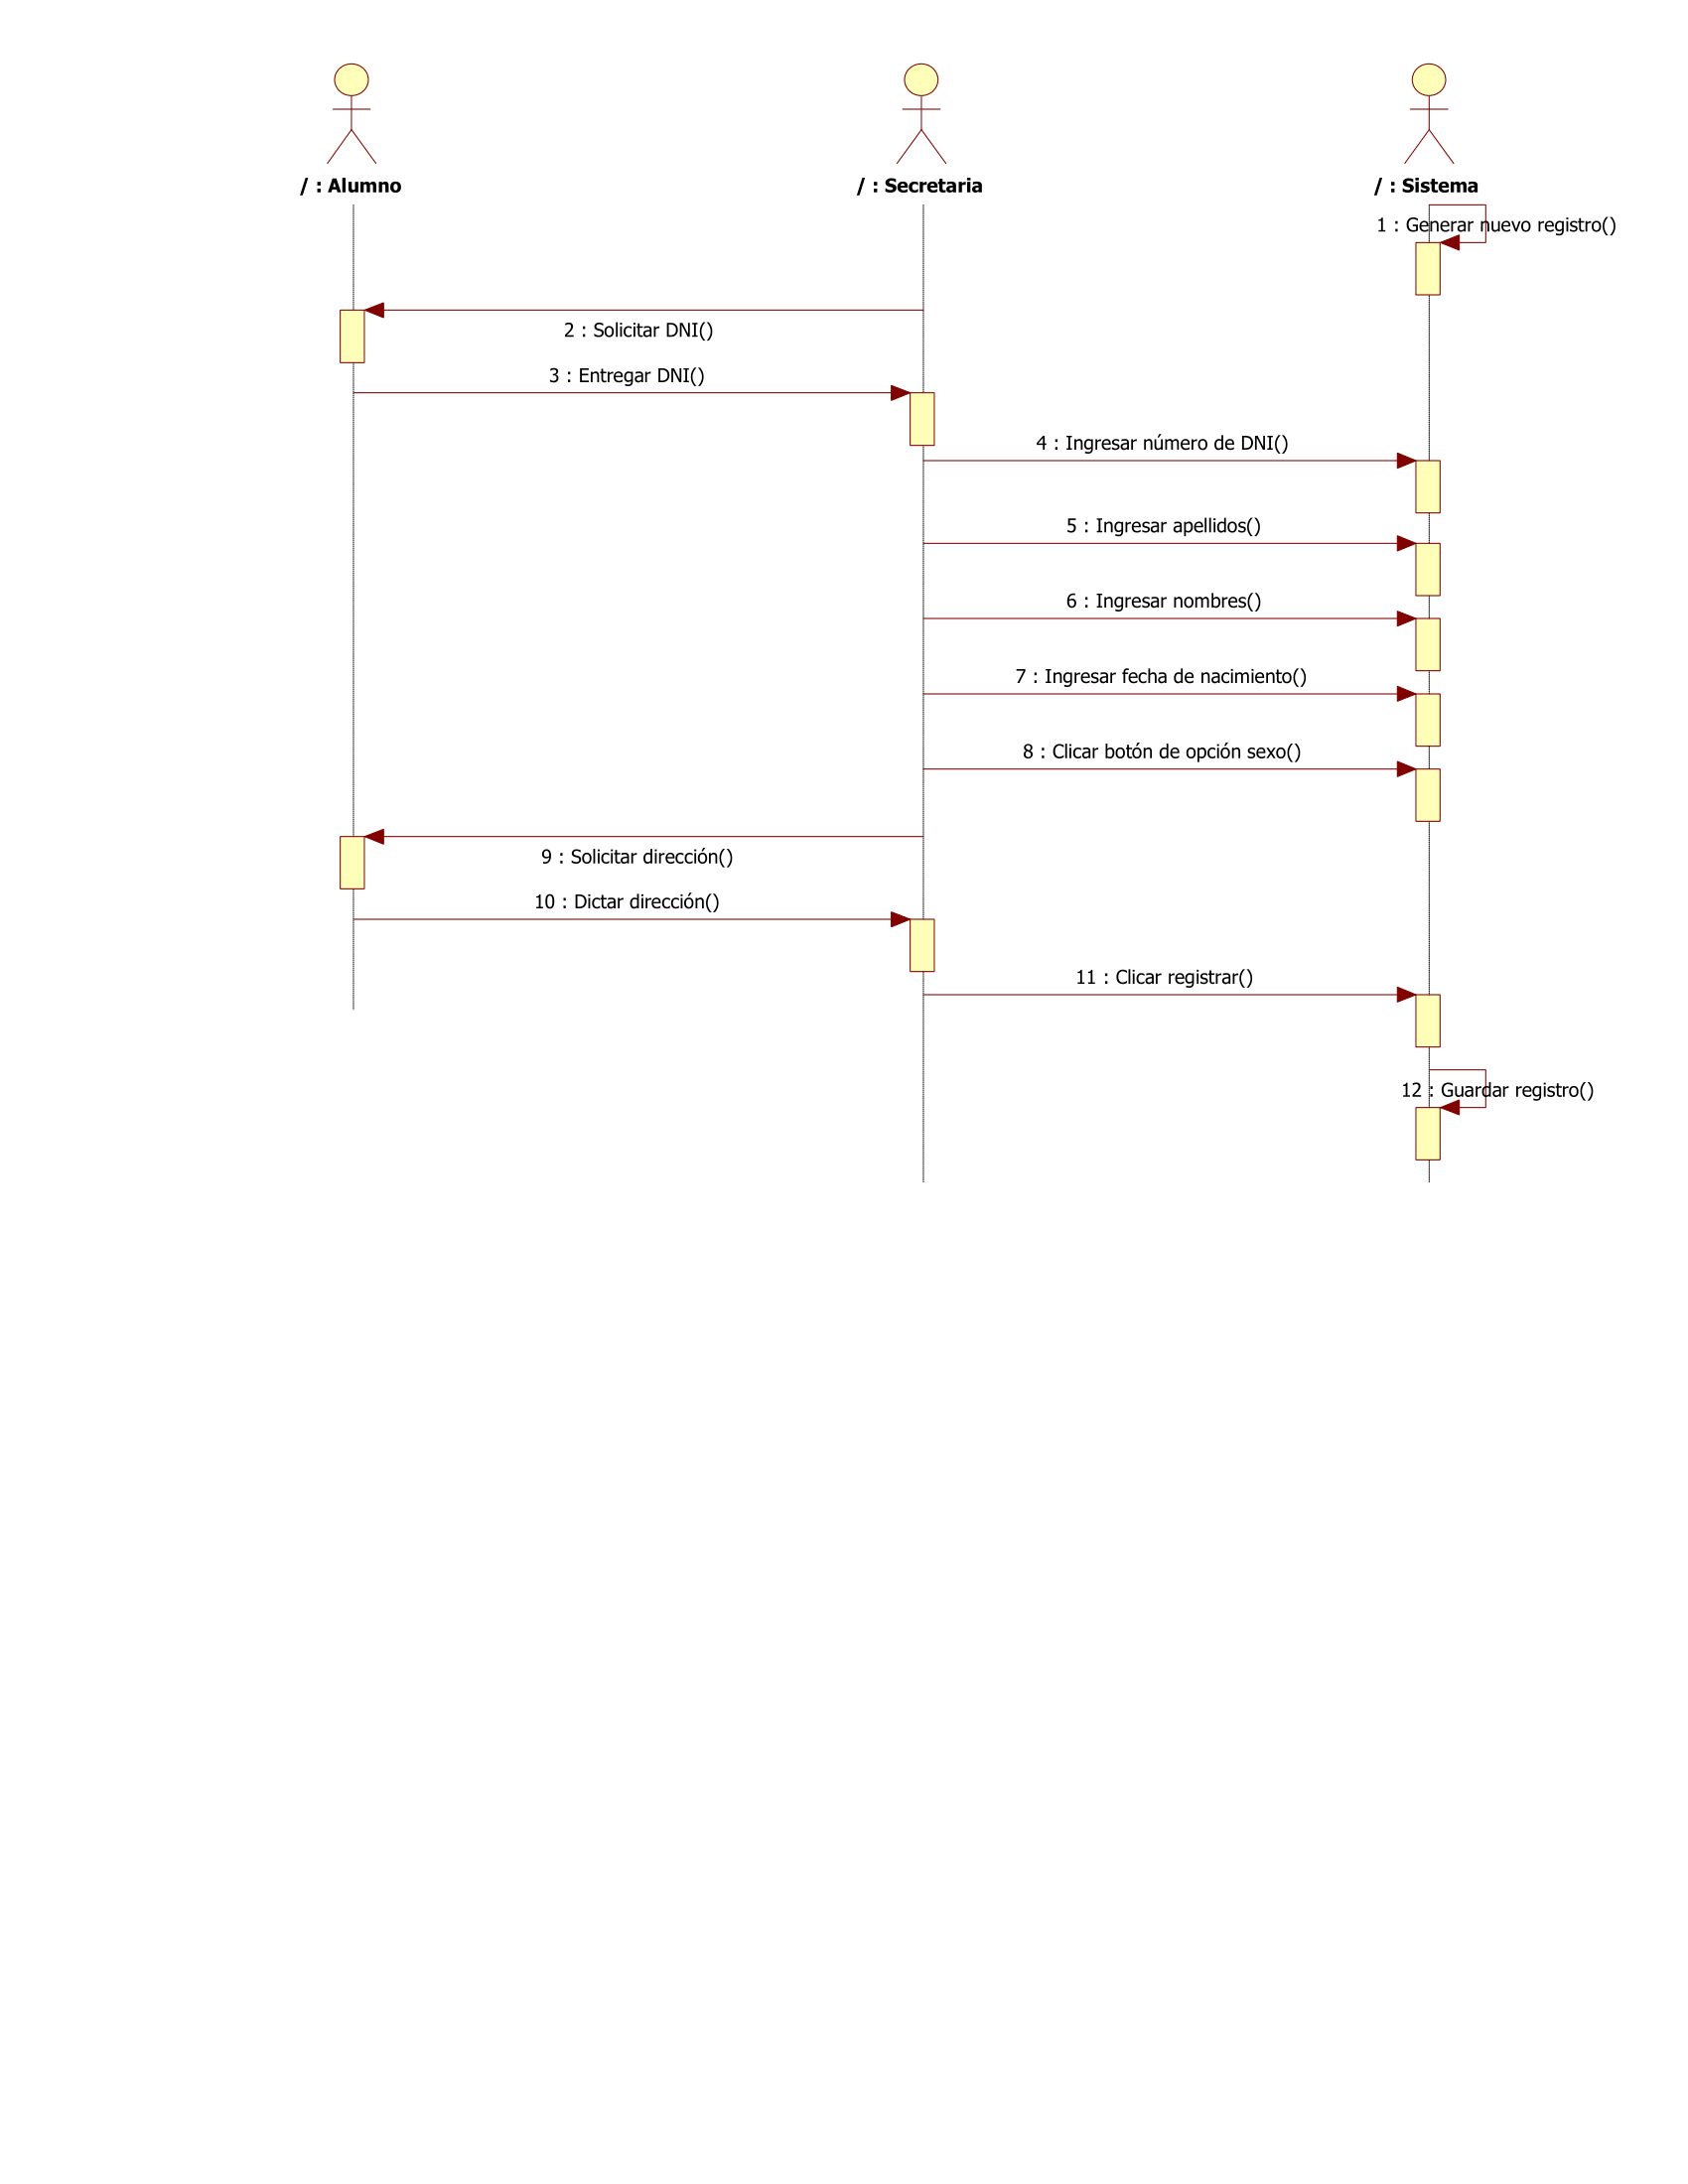 / : Alumno
/ : Secretaria
/ : Sistema
1 : Generar nuevo registro()
2 : Solicitar DNI()
3 : Entregar DNI()
4 : Ingresar número de DNI()
5 : Ingresar apellidos()
6 : Ingresar nombres()
7 : Ingresar fecha de nacimiento()
8 : Clicar botón de opción sexo()
9 : Solicitar dirección()
10 : Dictar dirección()
11 : Clicar registrar()
12 : Guardar registro()